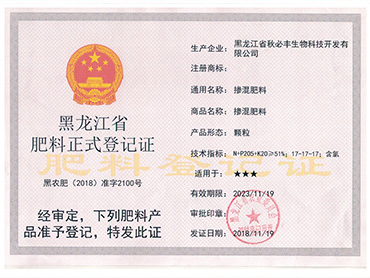 黑龙江省
肥料正式登记证
肥料登记证
黑农肥（2018）准字2100号
经审定，下列肥料产
品准予登记，特发此证
生产企业：黑龙江省秋必丰生物科技开发有
限公司
注册商标：
通用名称：掺混肥料
商品名称：掺混肥料
产品形态：颗粒
技术指标：N+P205+K20≥51%；17-17-17；含氯
适用于：★★★
有效期限：2023/11/19
审批印章：
发证日期：2018/11/19